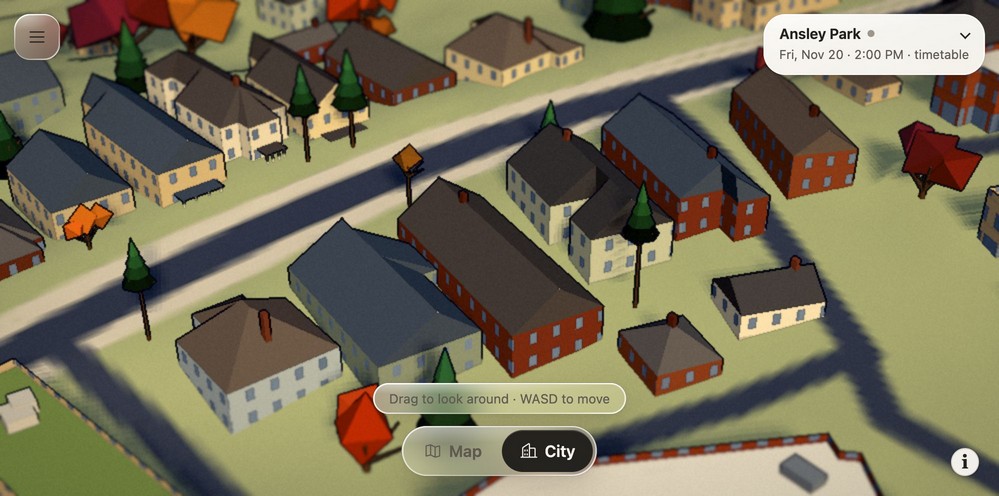 Ansley Park
Fri, Nov 20 · 2:00 PM · timetable
Drag to look around · WASD to move
Map
City
i